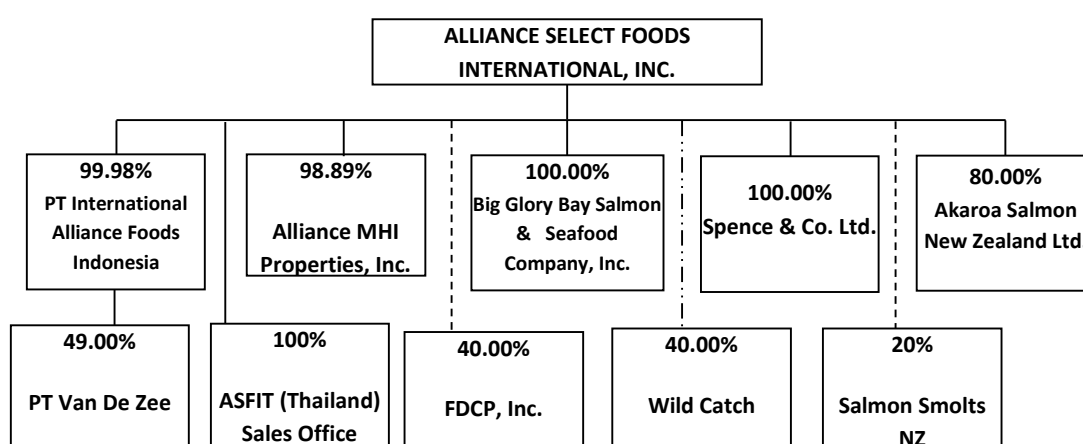 ALLIANCE SELECT FOODS
INTERNATIONAL, INC.
99.98%
PT International
Alliance Foods
Indonesia
98.89%
Alliance MHI
Properties, Inc.
100.00%
Big Glory Bay Salmon
& Seafood
Company, Inc.
100.00%
Spence & Co. Ltd.
80.00%
Akaroa Salmon
New Zealand Ltd
49.00%
PT Van De Zee
100%
ASFIT (Thailand)
Sales Office
40.00%
FDCP, Inc.
40.00%
Wild Catch
20%
Salmon Smolts
NZ